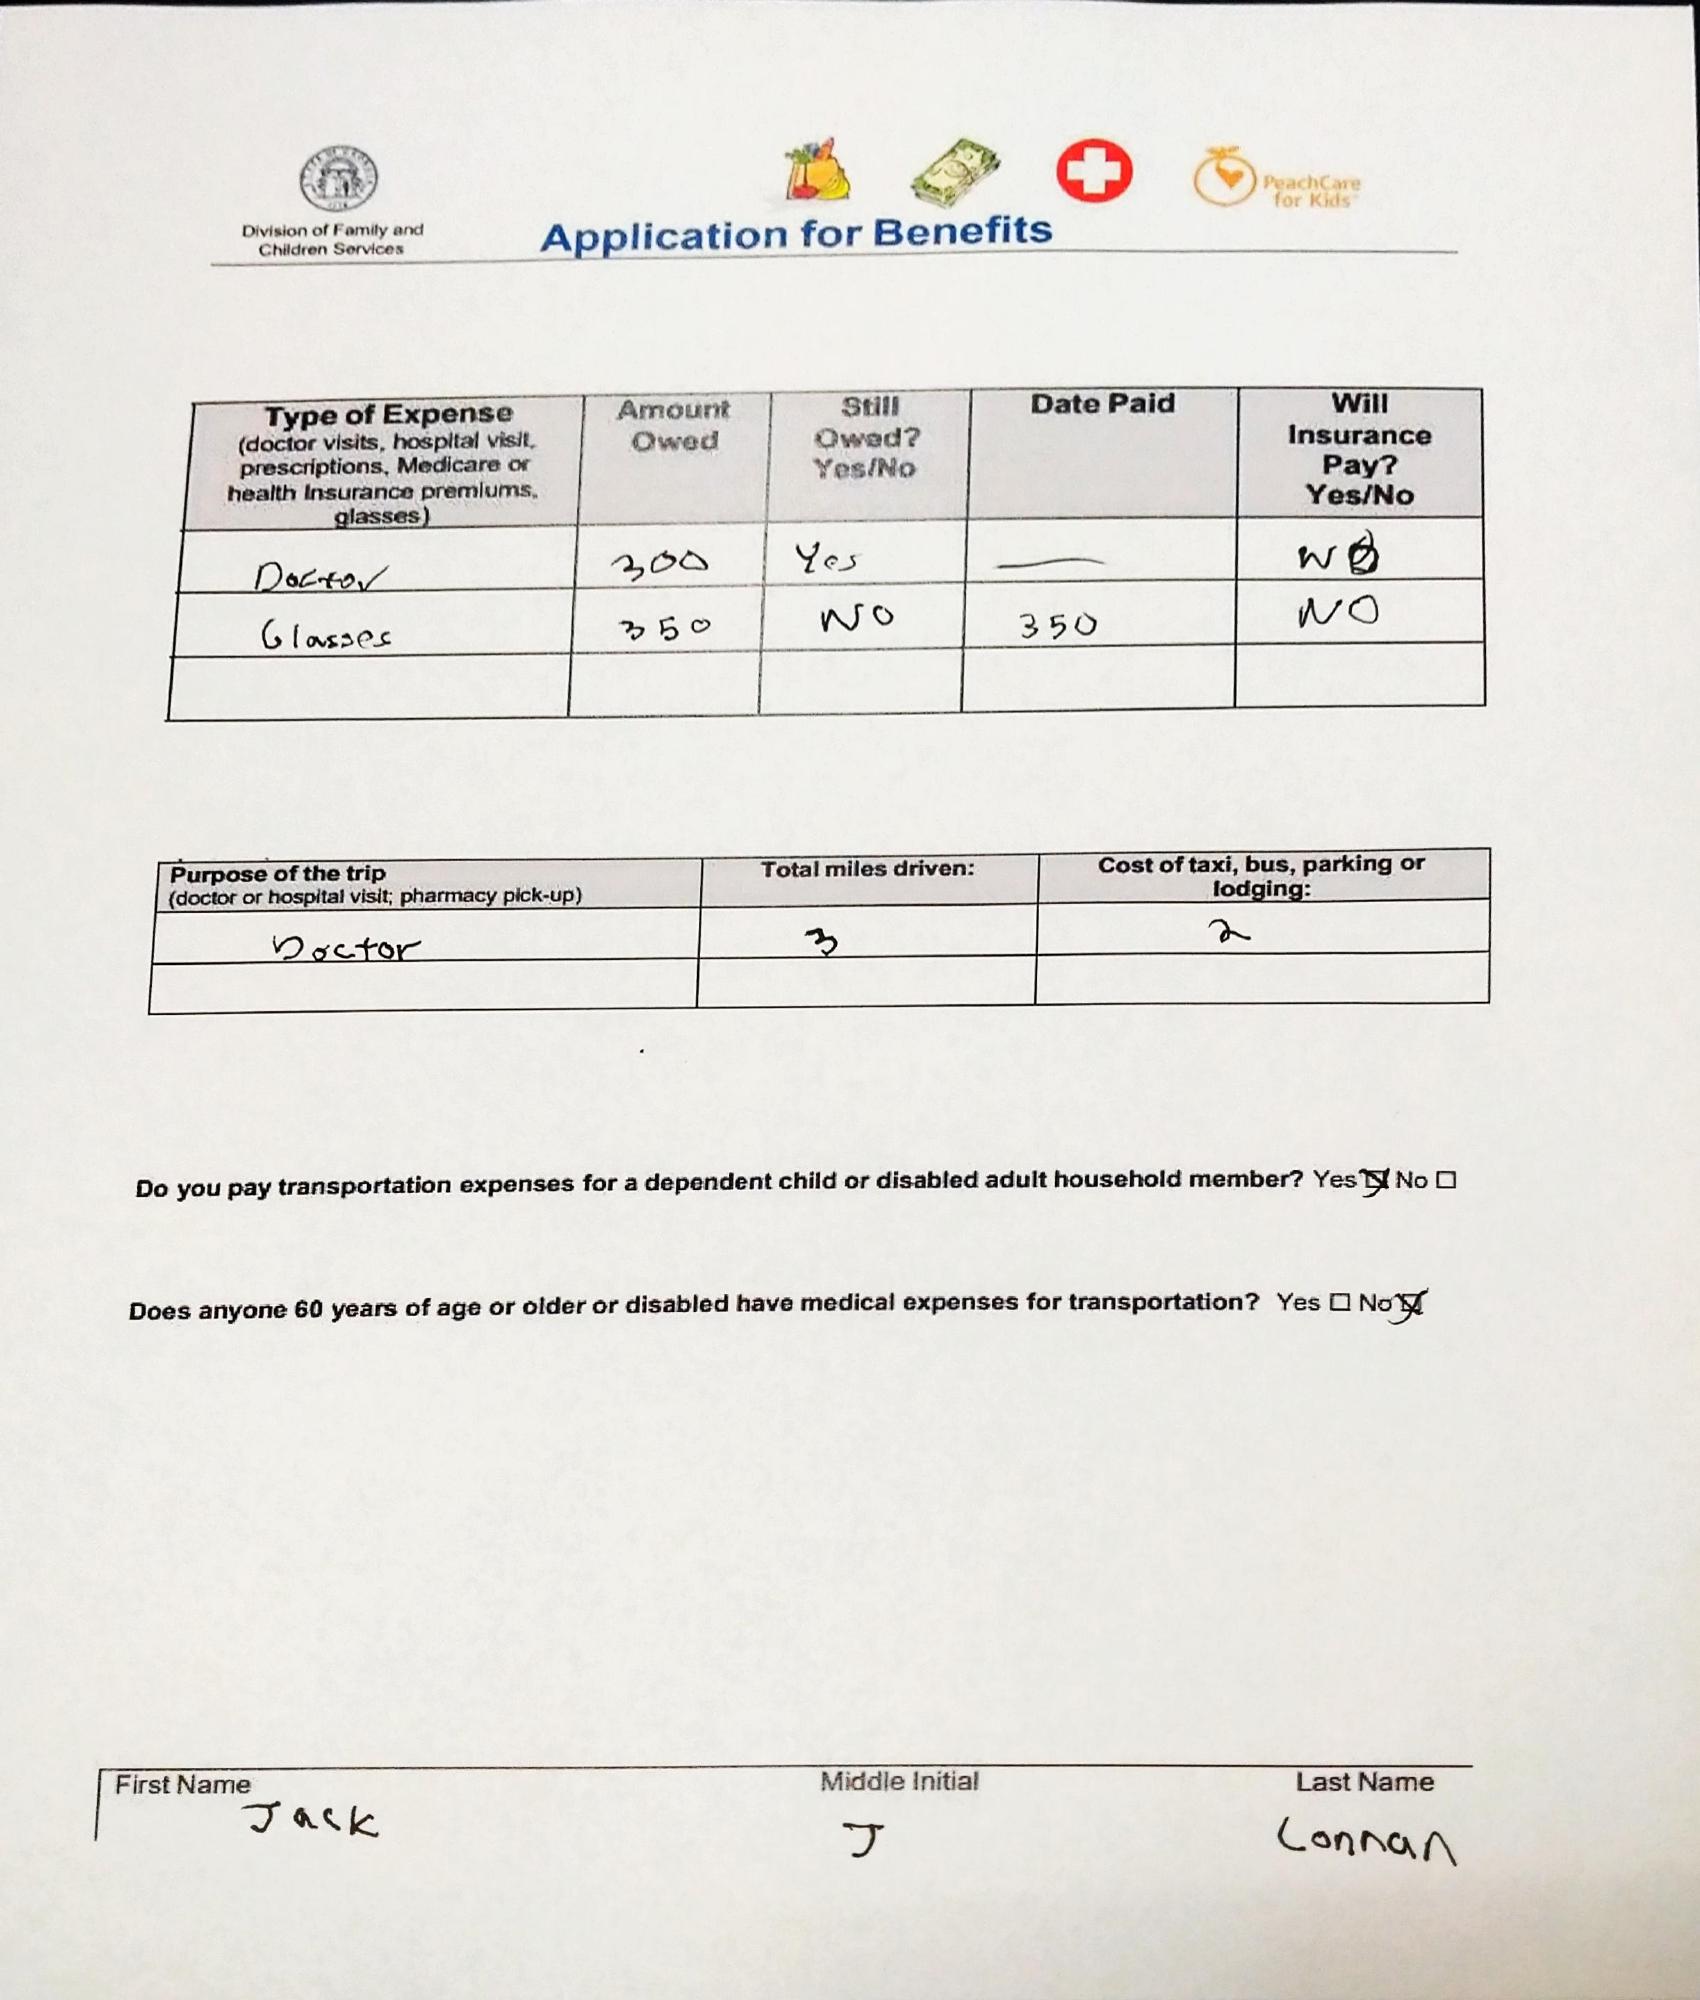 PeachCare
for Kids
Division of Family and
Children Services
Application for Benefits
Type of Expense
(doctor visits, hospital visit,
prescriptions, Medicare or
health Insurance premiums,
glasses)
Amount
Owed
Still
Owed?
Yes/No
Date Paid
Will
Insurance
Pay?
Yes/No
Doctor 300 Yes — NO
Glasses 350 NO 350 NO
Purpose of the trip
(doctor or hospital visit; pharmacy pick-up)
Total miles driven:
Cost of taxi, bus, parking or
lodging:
Doctor 3 2
Do you pay transportation expenses for a dependent child or disabled adult household member? Yes ☒ No ☐
Does anyone 60 years of age or older or disabled have medical expenses for transportation? Yes ☐ No ☒
First Name Middle Initial Last Name
Jack J Connan